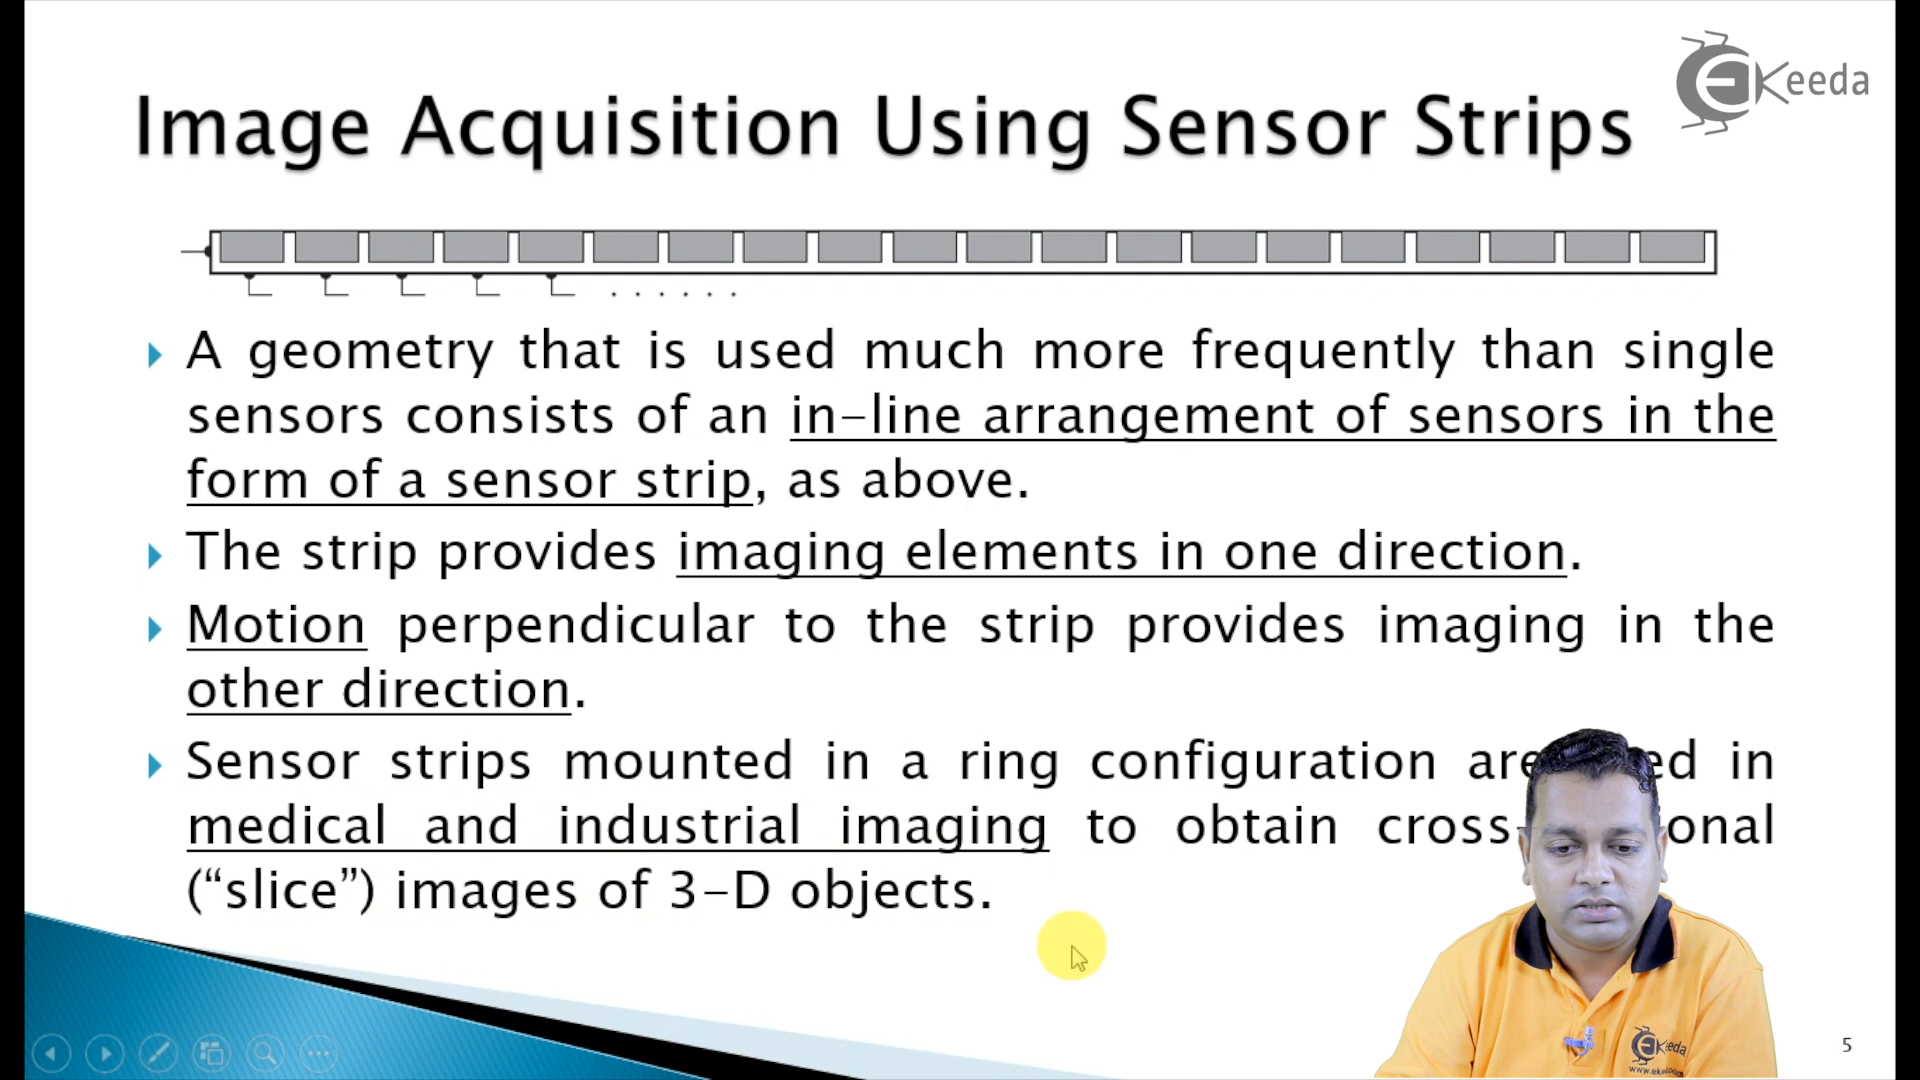 EKeeda
Image Acquisition Using Sensor Strips
A geometry that is used much more frequently than single
sensors consists of an in-line arrangement of sensors in the
form of a sensor strip, as above.
The strip provides imaging elements in one direction.
Motion perpendicular to the strip provides imaging in the
other direction.
Sensor strips mounted in a ring configuration are in
medical and industrial imaging to obtain
("slice") images of 3-D objects.
EKeeda
5